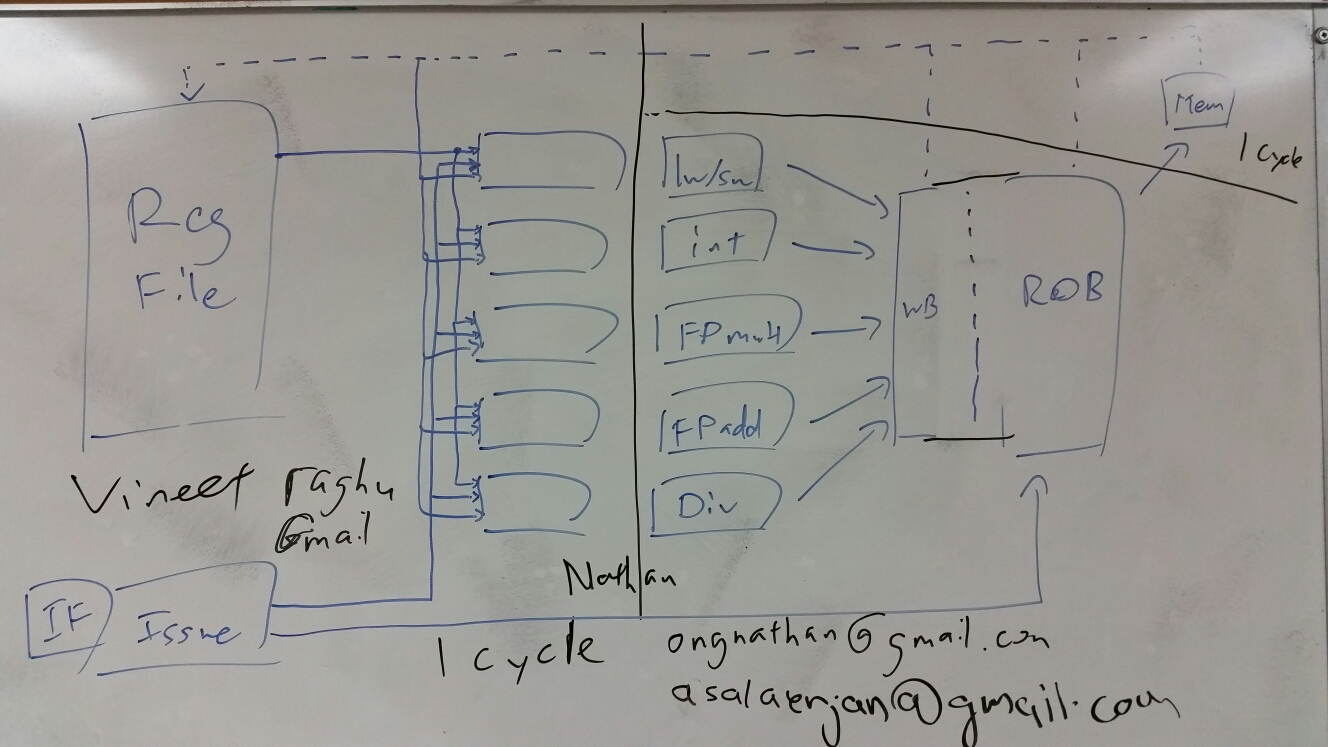 Reg
File
Mem
1 cycle
lw/sw
int
FPmult
FPadd
Div
WB
ROB
Vineet raghu
Gmail
IF
Issue
Nathan
1 cycle
ongnathan@gmail.com
asalaerjan@gmail.com